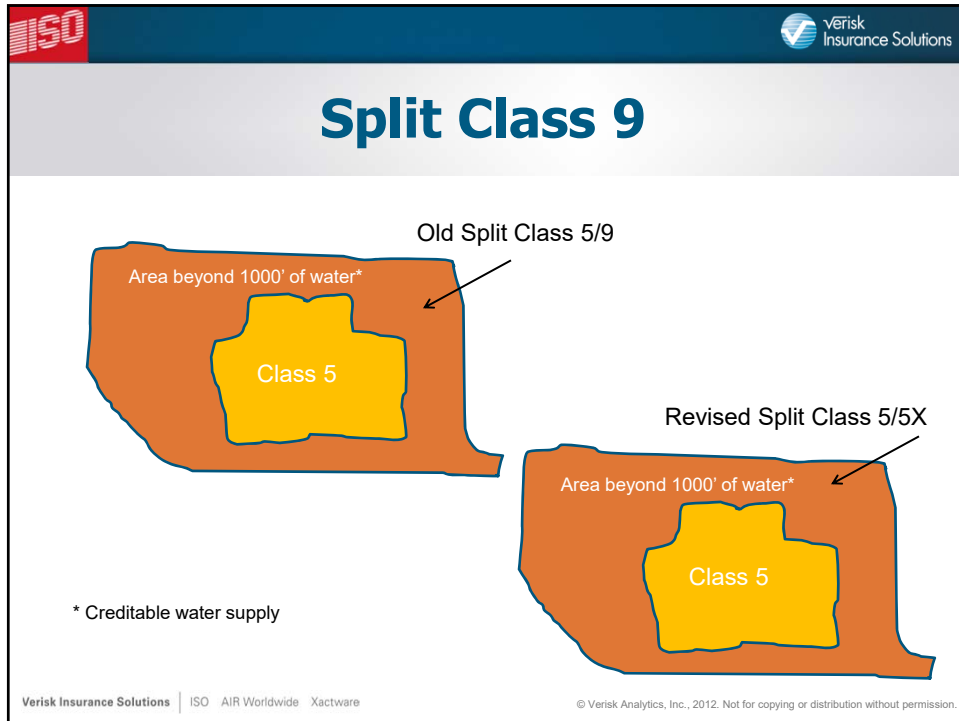 ISO
Verisk
Insurance Solutions
Split Class 9
Old Split Class 5/9
Area beyond 1000' of water*
Class 5
Revised Split Class 5/5X
Area beyond 1000' of water*
Class 5
* Creditable water supply
Verisk Insurance Solutions | ISO AIR Worldwide Xactware
© Verisk Analytics, Inc., 2012. Not for copying or distribution without permission.